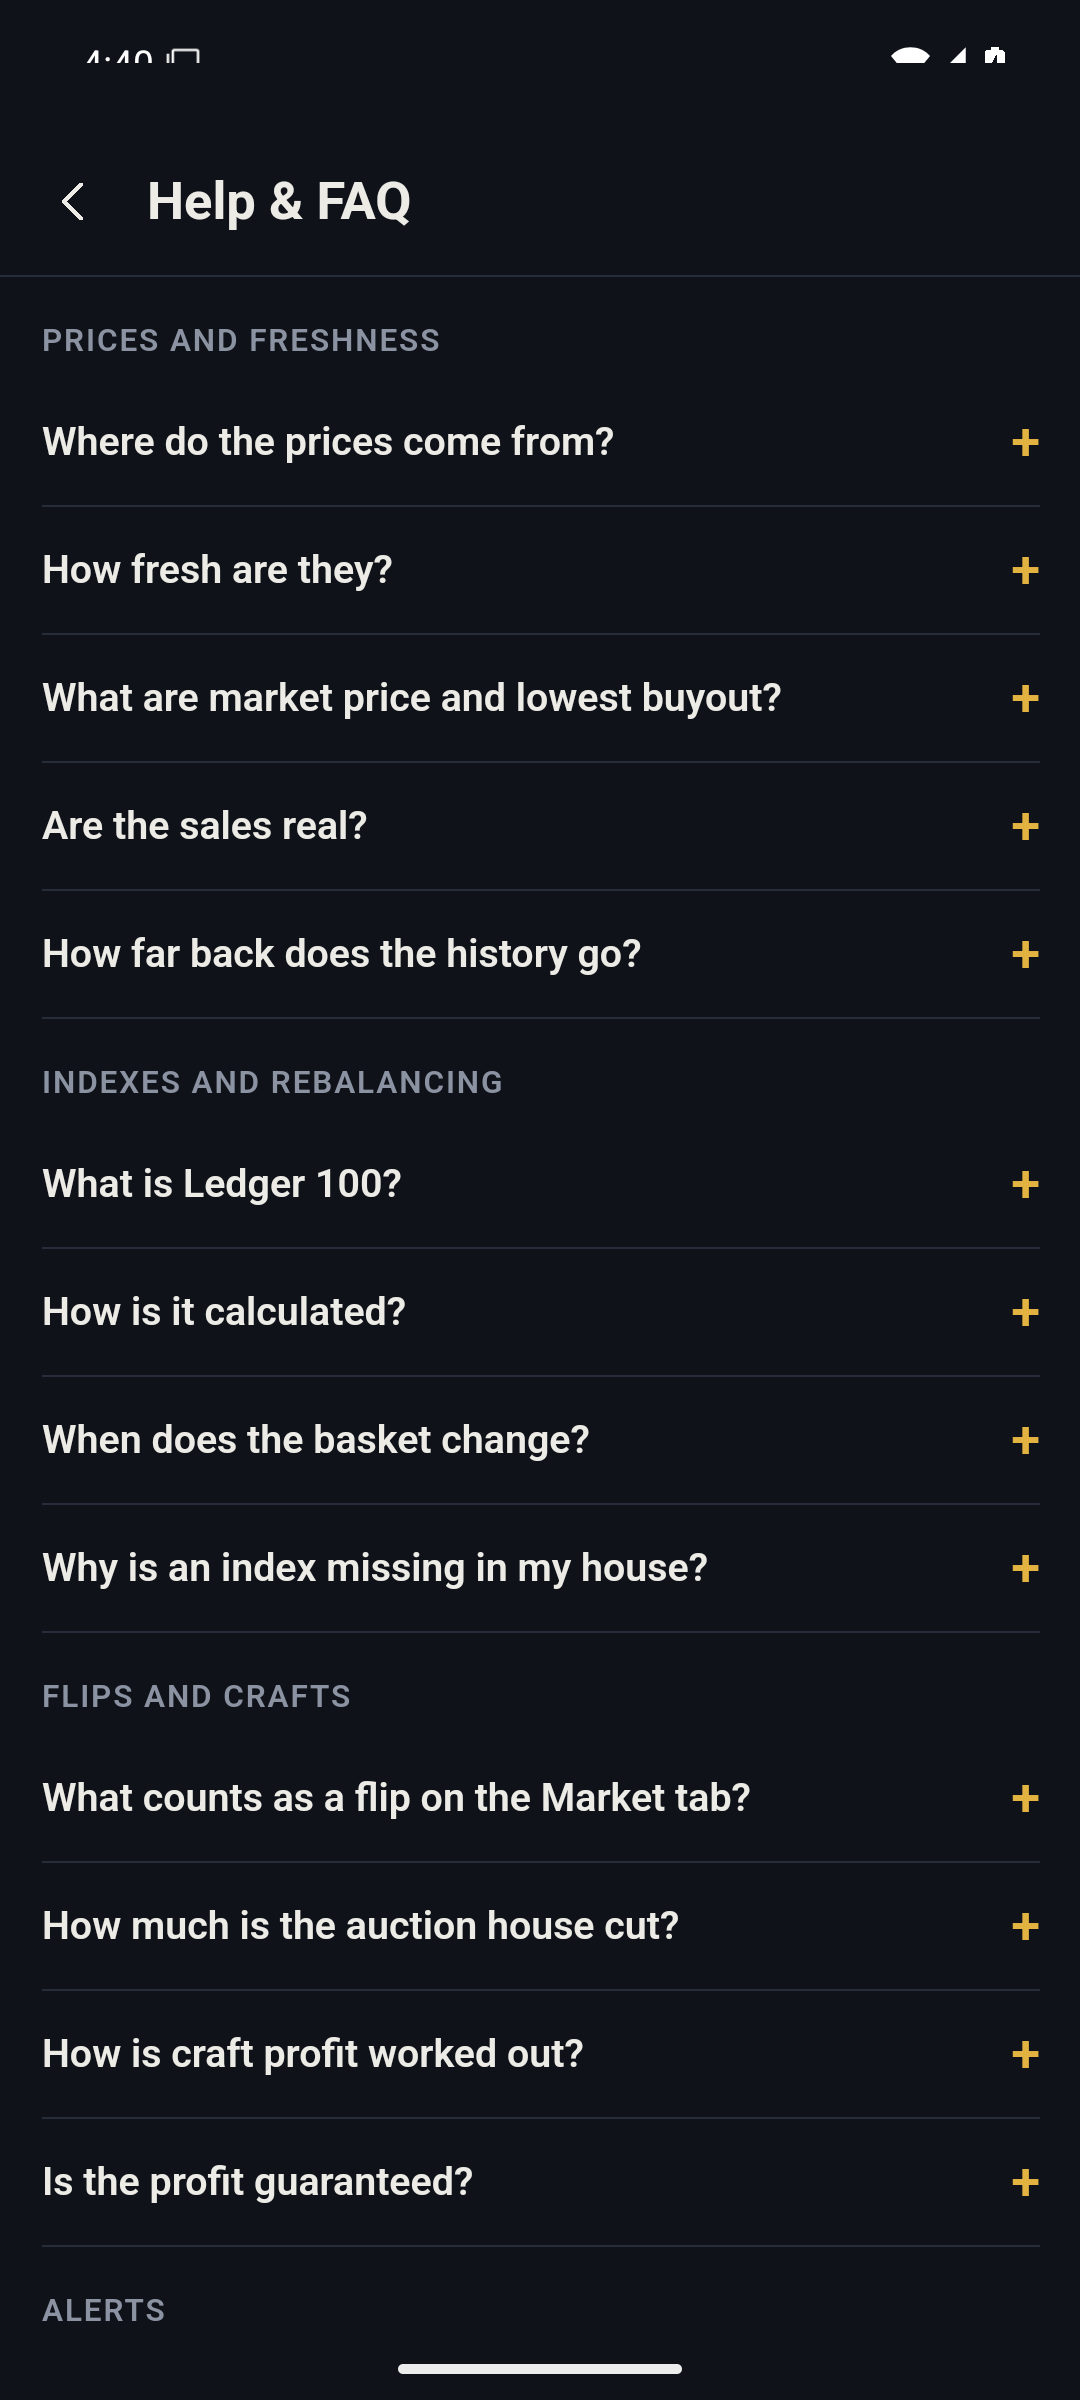 4:40
Help & FAQ
PRICES AND FRESHNESS
Where do the prices come from?
How fresh are they?
What are market price and lowest buyout?
Are the sales real?
How far back does the history go?
INDEXES AND REBALANCING
What is Ledger 100?
How is it calculated?
When does the basket change?
Why is an index missing in my house?
FLIPS AND CRAFTS
What counts as a flip on the Market tab?
How much is the auction house cut?
How is craft profit worked out?
Is the profit guaranteed?
ALERTS